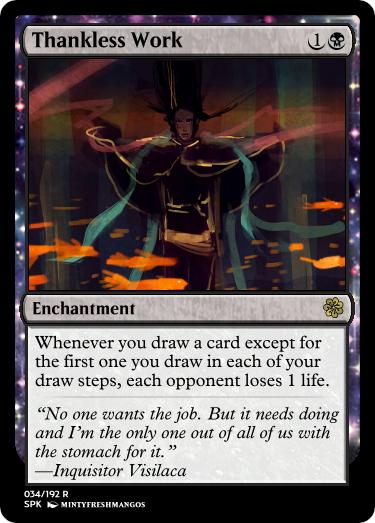 Thankless Work 1
Enchantment
Whenever you draw a card except for
the first one you draw in each of your
draw steps, each opponent loses 1 life.
“No one wants the job. But it needs doing
and I'm the only one out of all of us with
the stomach for it.”
—Inquisitor Visilaca
034/192 R
SPK MINTYFRESHMANGOS